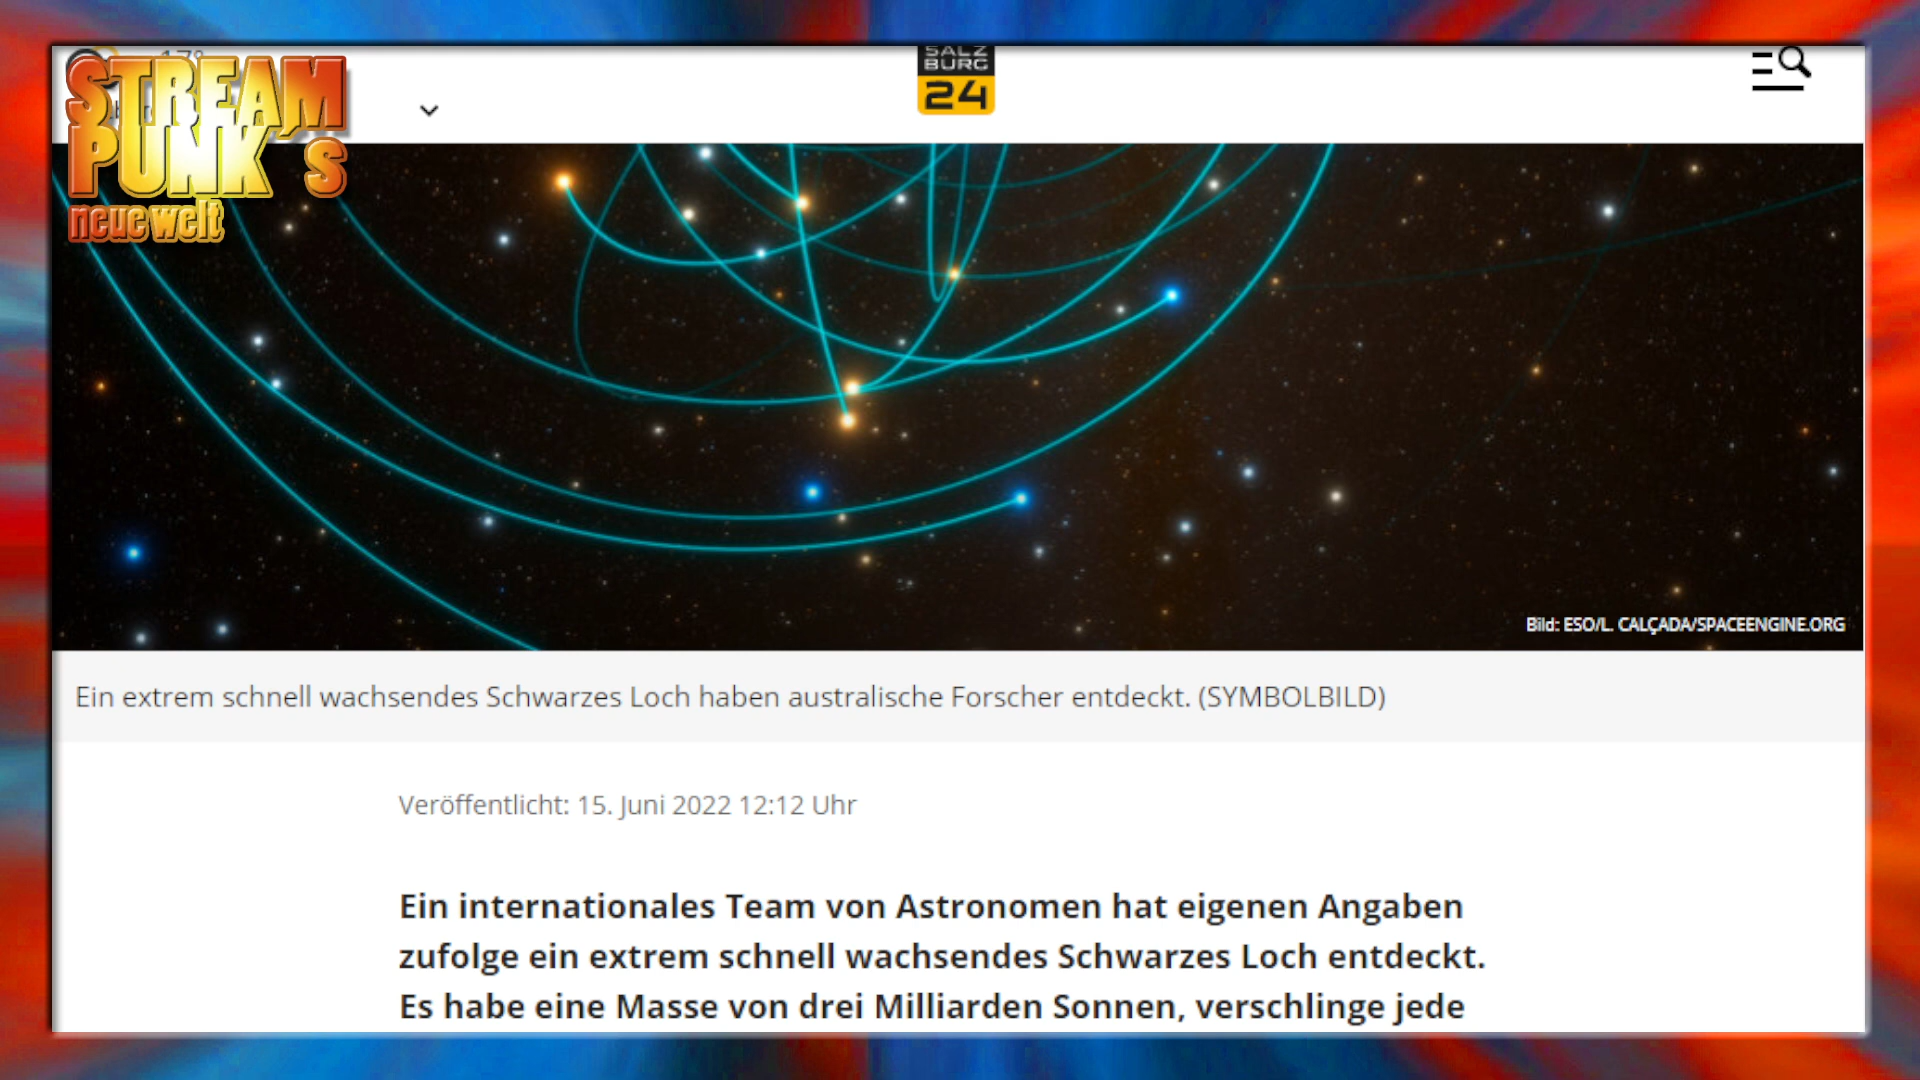 STREAM
PUNK´s
neue welt
SALZ
BURG
24
Bild: ESO/L. CALÇADA/SPACEENGINE.ORG
Ein extrem schnell wachsendes Schwarzes Loch haben australische Forscher entdeckt. (SYMBOLBILD)
Veröffentlicht: 15. Juni 2022 12:12 Uhr
Ein internationales Team von Astronomen hat eigenen Angaben
zufolge ein extrem schnell wachsendes Schwarzes Loch entdeckt.
Es habe eine Masse von drei Milliarden Sonnen, verschlinge jede